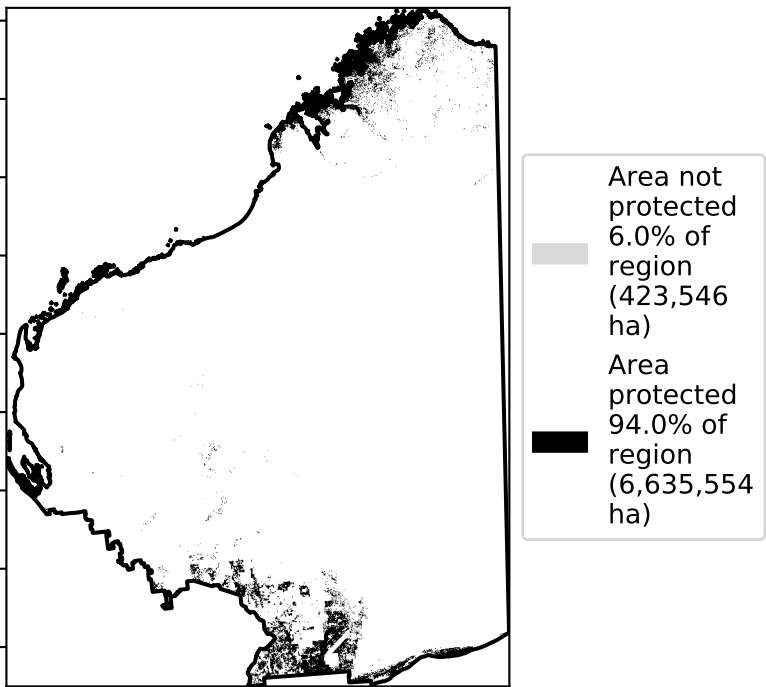 Area not
protected
6.0% of
region
(423,546
ha)
Area
protected
94.0% of
region
(6,635,554
ha)